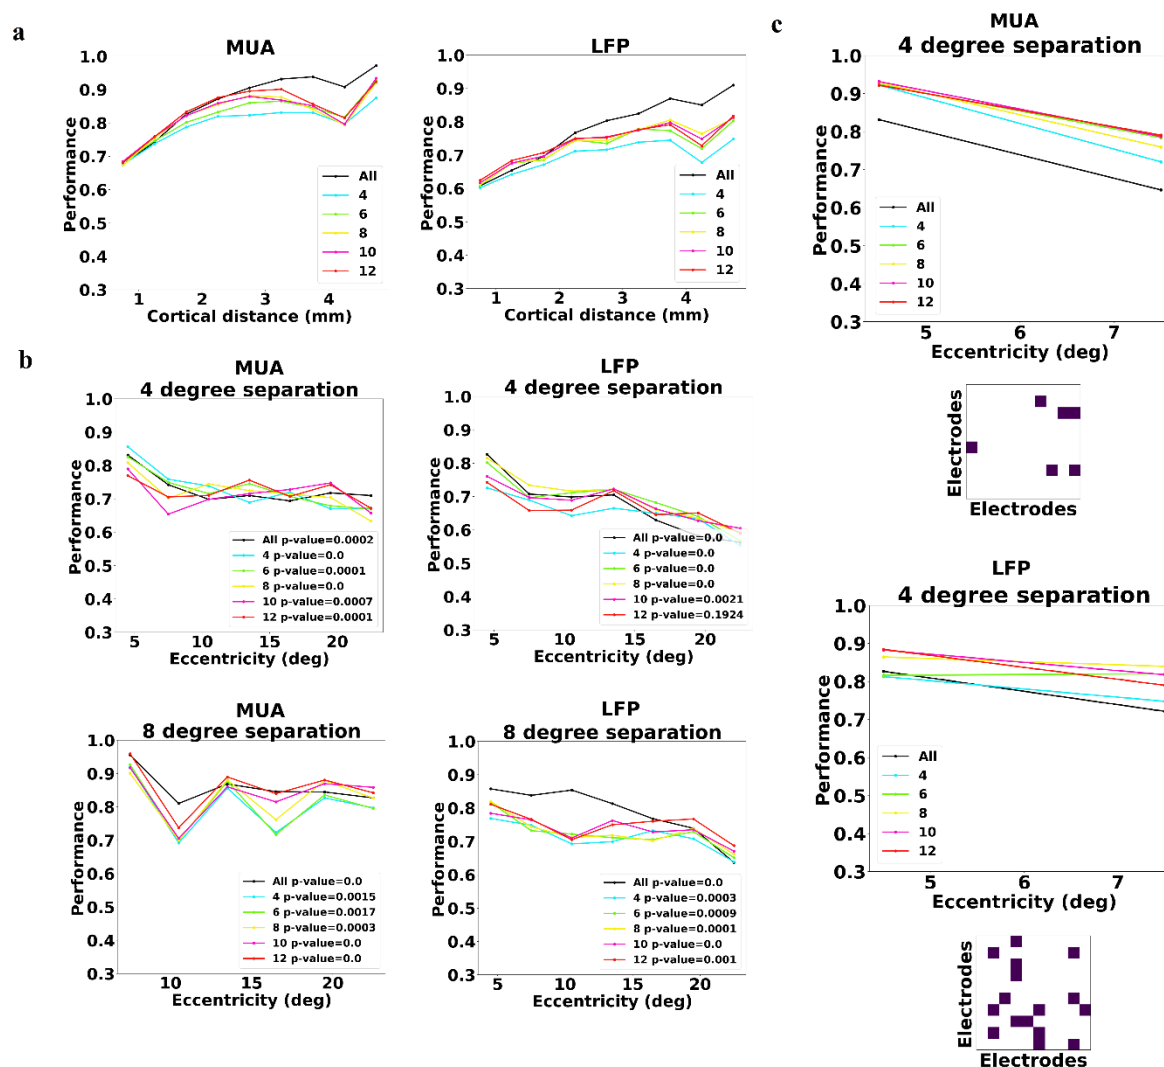 a
MUA
1.0
0.9
0.8
0.7
0.6
0.5
0.4
0.3
Performance
All
4
6
8
10
12
1 2 3 4
Cortical distance (mm)
LFP
1.0
0.9
0.8
0.7
0.6
0.5
0.4
0.3
Performance
All
4
6
8
10
12
1 2 3 4
Cortical distance (mm)
b
MUA
4 degree separation
1.0
0.9
0.8
0.7
0.6
0.5
0.4
0.3
Performance
All p-value=0.0002
4 p-value=0.0
6 p-value=0.0001
8 p-value=0.0
10 p-value=0.0007
12 p-value=0.0001
5 10 15 20
Eccentricity (deg)
LFP
4 degree separation
1.0
0.9
0.8
0.7
0.6
0.5
0.4
0.3
Performance
All p-value=0.0
4 p-value=0.0
6 p-value=0.0
8 p-value=0.0
10 p-value=0.0021
12 p-value=0.1924
5 10 15 20
Eccentricity (deg)
MUA
8 degree separation
1.0
0.9
0.8
0.7
0.6
0.5
0.4
0.3
Performance
All p-value=0.0
4 p-value=0.0015
6 p-value=0.0017
8 p-value=0.0003
10 p-value=0.0
12 p-value=0.0
10 15 20
Eccentricity (deg)
LFP
8 degree separation
1.0
0.9
0.8
0.7
0.6
0.5
0.4
0.3
Performance
All p-value=0.0
4 p-value=0.0003
6 p-value=0.0009
8 p-value=0.0001
10 p-value=0.0
12 p-value=0.001
5 10 15 20
Eccentricity (deg)
c
MUA
4 degree separation
1.0
0.9
0.8
0.7
0.6
0.5
0.4
0.3
Performance
All
4
6
8
10
12
5 6 7
Eccentricity (deg)
Electrodes
Electrodes
LFP
4 degree separation
1.0
0.9
0.8
0.7
0.6
0.5
0.4
0.3
Performance
All
4
6
8
10
12
5 6 7
Eccentricity (deg)
Electrodes
Electrodes